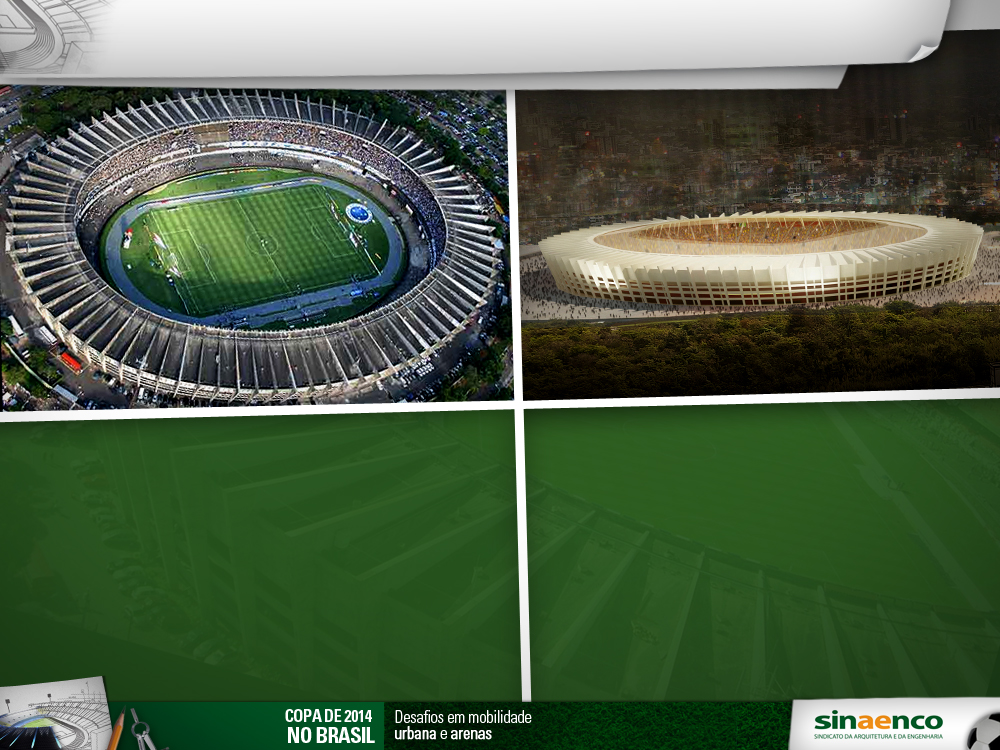 COPA DE 2014
NO BRASIL
Desafios em mobilidade
urbana e arenas
sinaenco
SINDICATO DA ARQUITETURA E DA ENGENHARIA